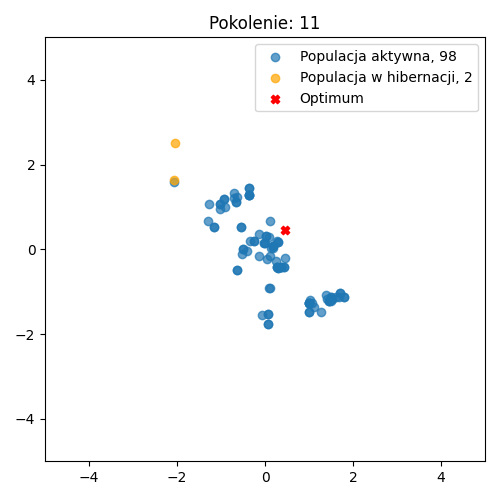 Pokolenie: 11
Populacja aktywna, 98
Populacja w hibernacji, 2
Optimum
4
2
0
−2
−4
−4
−2
0
2
4